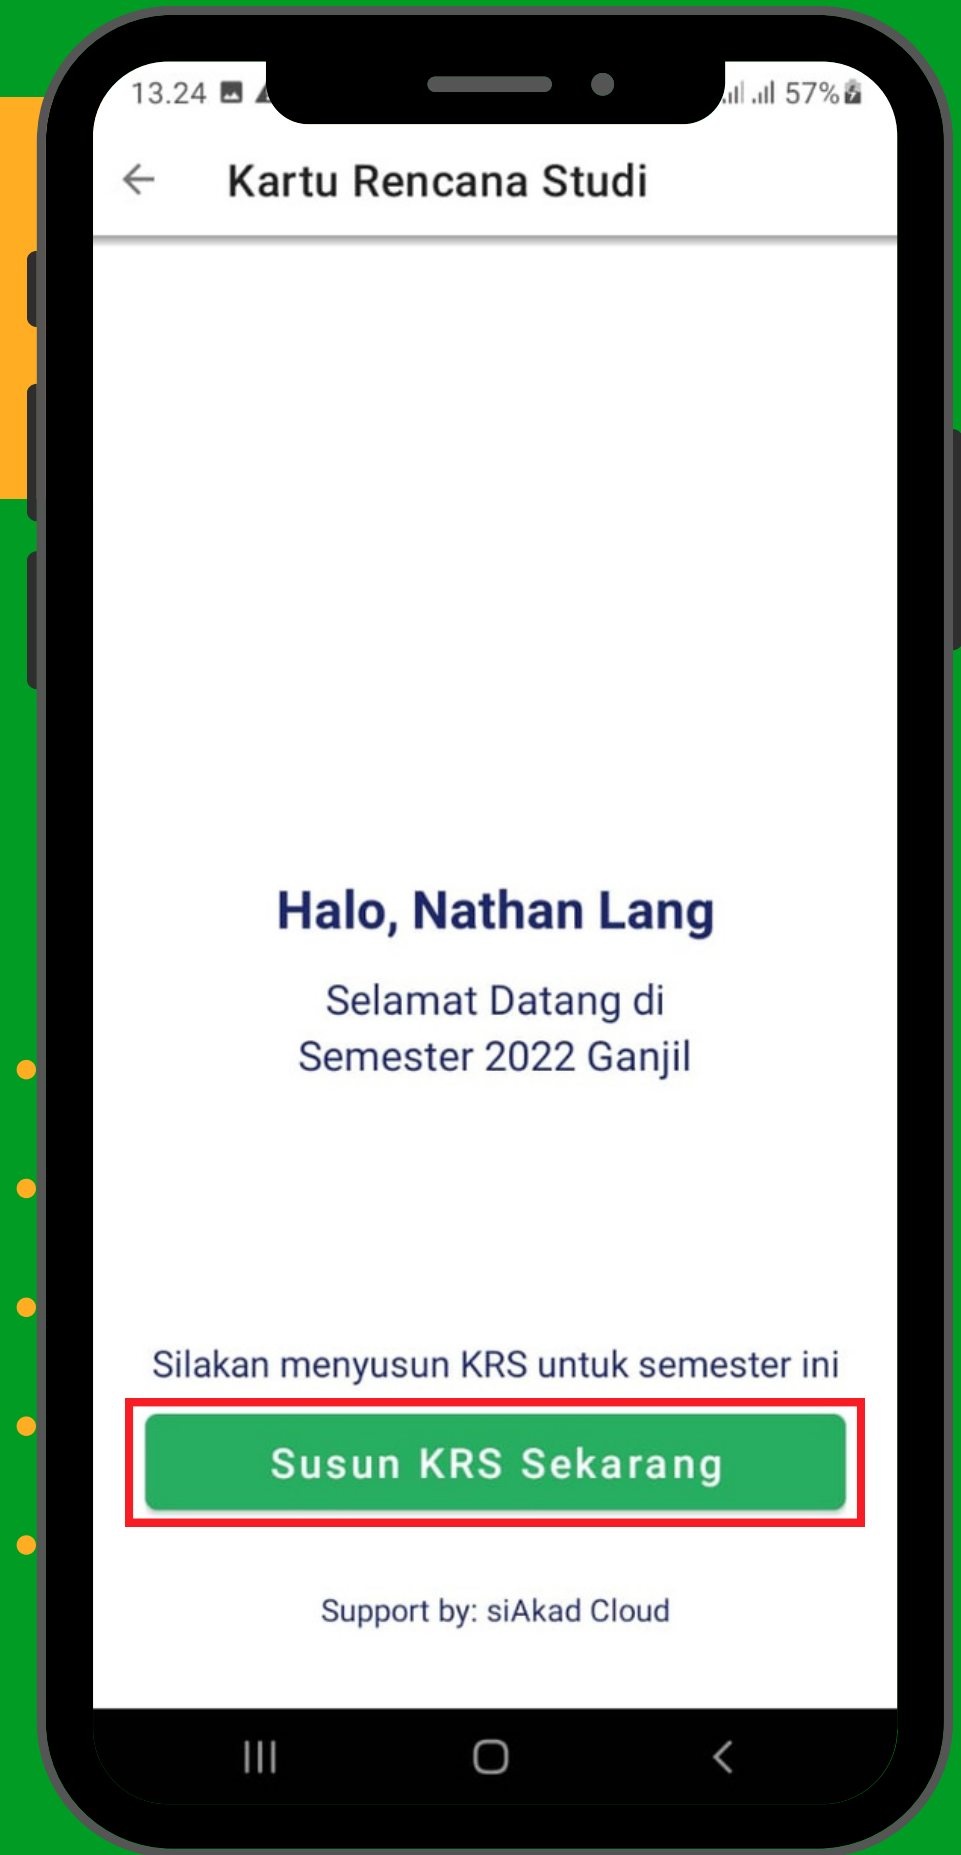 13.24 57%
Kartu Rencana Studi
Halo, Nathan Lang
Selamat Datang di
Semester 2022 Ganjil
Silakan menyusun KRS untuk semester ini
Susun KRS Sekarang
Support by: siAkad Cloud